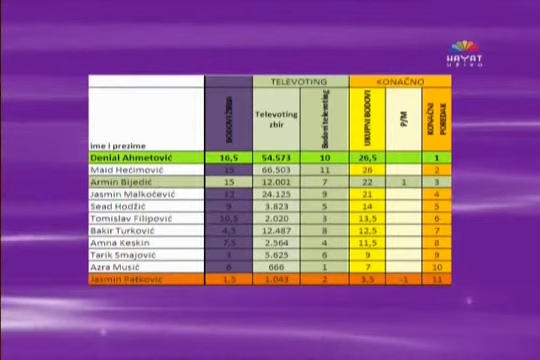 HAYAT
uživo
TELEVOTING KONAČNO
ime i prezime BODOVI ŽIRIJA Televoting zbir Bodovi televoting UKUPNI BODOVI P/M KONAČNI POREDAK
Denial Ahmetović 16,5 54.573 10 26,5 1
Maid Hećimović 15 66.503 11 26 2
Armin Bijedić 15 12.001 7 22 1 3
Jasmin Malkočević 12 24.125 9 21 4
Sead Hodžić 9 3.823 5 14 5
Tomislav Filipović 10,5 2.020 3 13,5 6
Bakir Turković 4,5 12.487 8 12,5 7
Amna Keskin 7,5 2.564 4 11,5 8
Tarik Smajović 3 5.625 6 9 9
Azra Musić 6 666 1 7 10
Jasmin Patković 1,5 1.043 2 3,5 -1 11